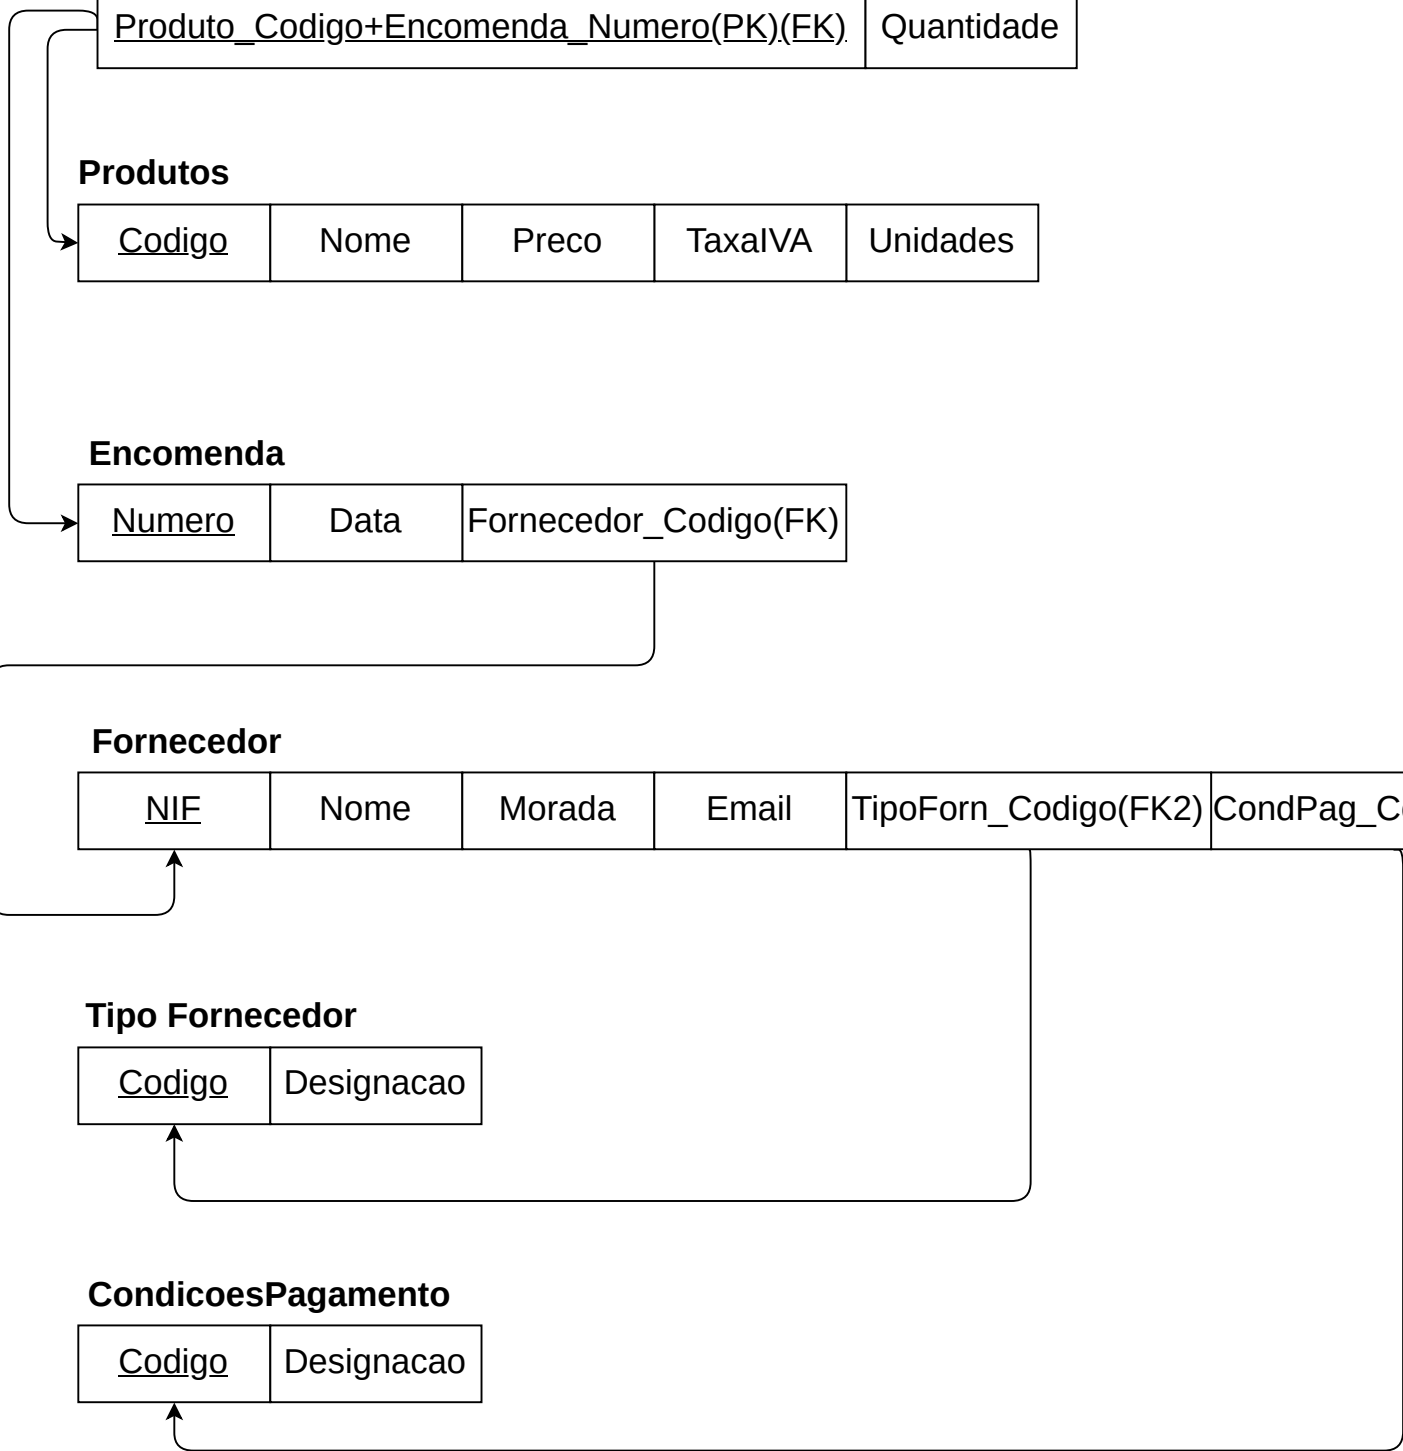 Produto_Codigo+Encomenda_Numero(PK)(FK) Quantidade
Produtos
Codigo Nome Preco TaxaIVA Unidades
Encomenda
Numero Data Fornecedor_Codigo(FK)
Fornecedor
NIF Nome Morada Email TipoForn_Codigo(FK2)
Tipo Fornecedor
Codigo Designacao
CondicoesPagamento
Codigo Designacao